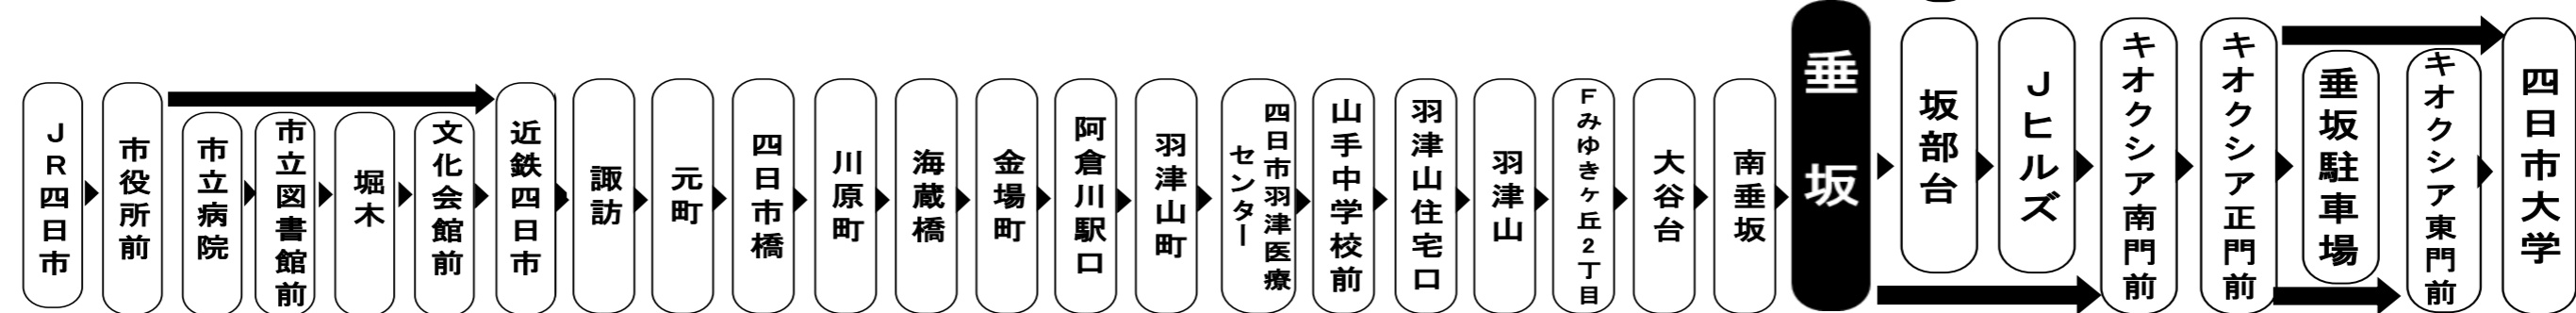 JR四日市
市役所前
市立病院
市立図書館前
堀木
文化会館前
近鉄四日市
諏訪
元町
四日市橋
川原町
海蔵橋
金場町
阿倉川駅口
羽津山町
四日市羽津医療
センター
山手中学校前
羽津山住宅口
羽津山
Fみゆきヶ丘2丁目
大谷台
南垂坂
垂坂
坂部台
Jヒルズ
キオクシア南門前
キオクシア正門前
垂坂駐車場
キオクシア東門前
四日市大学